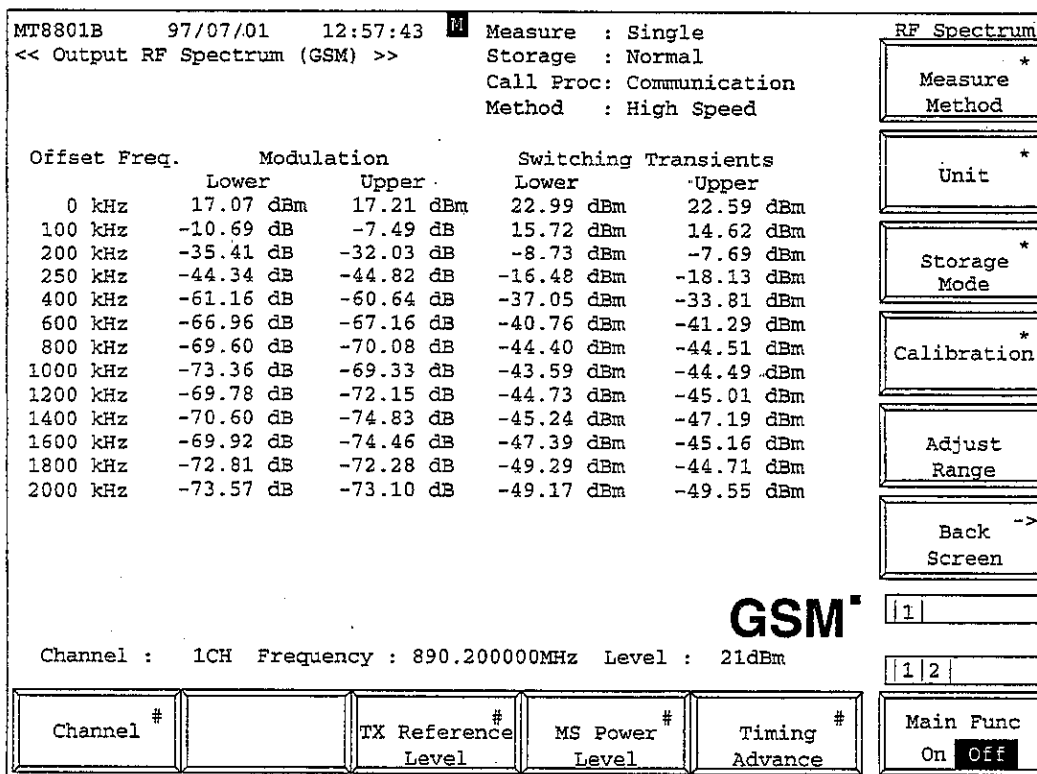 MT8801B 97/07/01 12:57:43 M Measure : Single
<< Output RF Spectrum (GSM) >> Storage : Normal
Call Proc: Communication
Method : High Speed
Offset Freq. Modulation Switching Transients
Lower Upper Lower Upper
0 kHz 17.07 dBm 17.21 dBm 22.99 dBm 22.59 dBm
100 kHz -10.69 dB -7.49 dB 15.72 dBm 14.62 dBm
200 kHz -35.41 dB -32.03 dB -8.73 dBm -7.69 dBm
250 kHz -44.34 dB -44.82 dB -16.48 dBm -18.13 dBm
400 kHz -61.16 dB -60.64 dB -37.05 dBm -33.81 dBm
600 kHz -66.96 dB -67.16 dB -40.76 dBm -41.29 dBm
800 kHz -69.60 dB -70.08 dB -44.40 dBm -44.51 dBm
1000 kHz -73.36 dB -69.33 dB -43.59 dBm -44.49 dBm
1200 kHz -69.78 dB -72.15 dB -44.73 dBm -45.01 dBm
1400 kHz -70.60 dB -74.83 dB -45.24 dBm -47.19 dBm
1600 kHz -69.92 dB -74.46 dB -47.39 dBm -45.16 dBm
1800 kHz -72.81 dB -72.28 dB -49.29 dBm -44.71 dBm
2000 kHz -73.57 dB -73.10 dB -49.17 dBm -49.55 dBm
GSM
Channel : 1CH Frequency : 890.200000MHz Level : 21dBm
Channel #
TX Reference #
Level
MS Power #
Level
Timing #
Advance
RF Spectrum
*
Measure
Method
*
Unit
*
Storage
Mode
*
Calibration
Adjust
Range
->
Back
Screen
|1|
|1|2|
Main Func
On Off